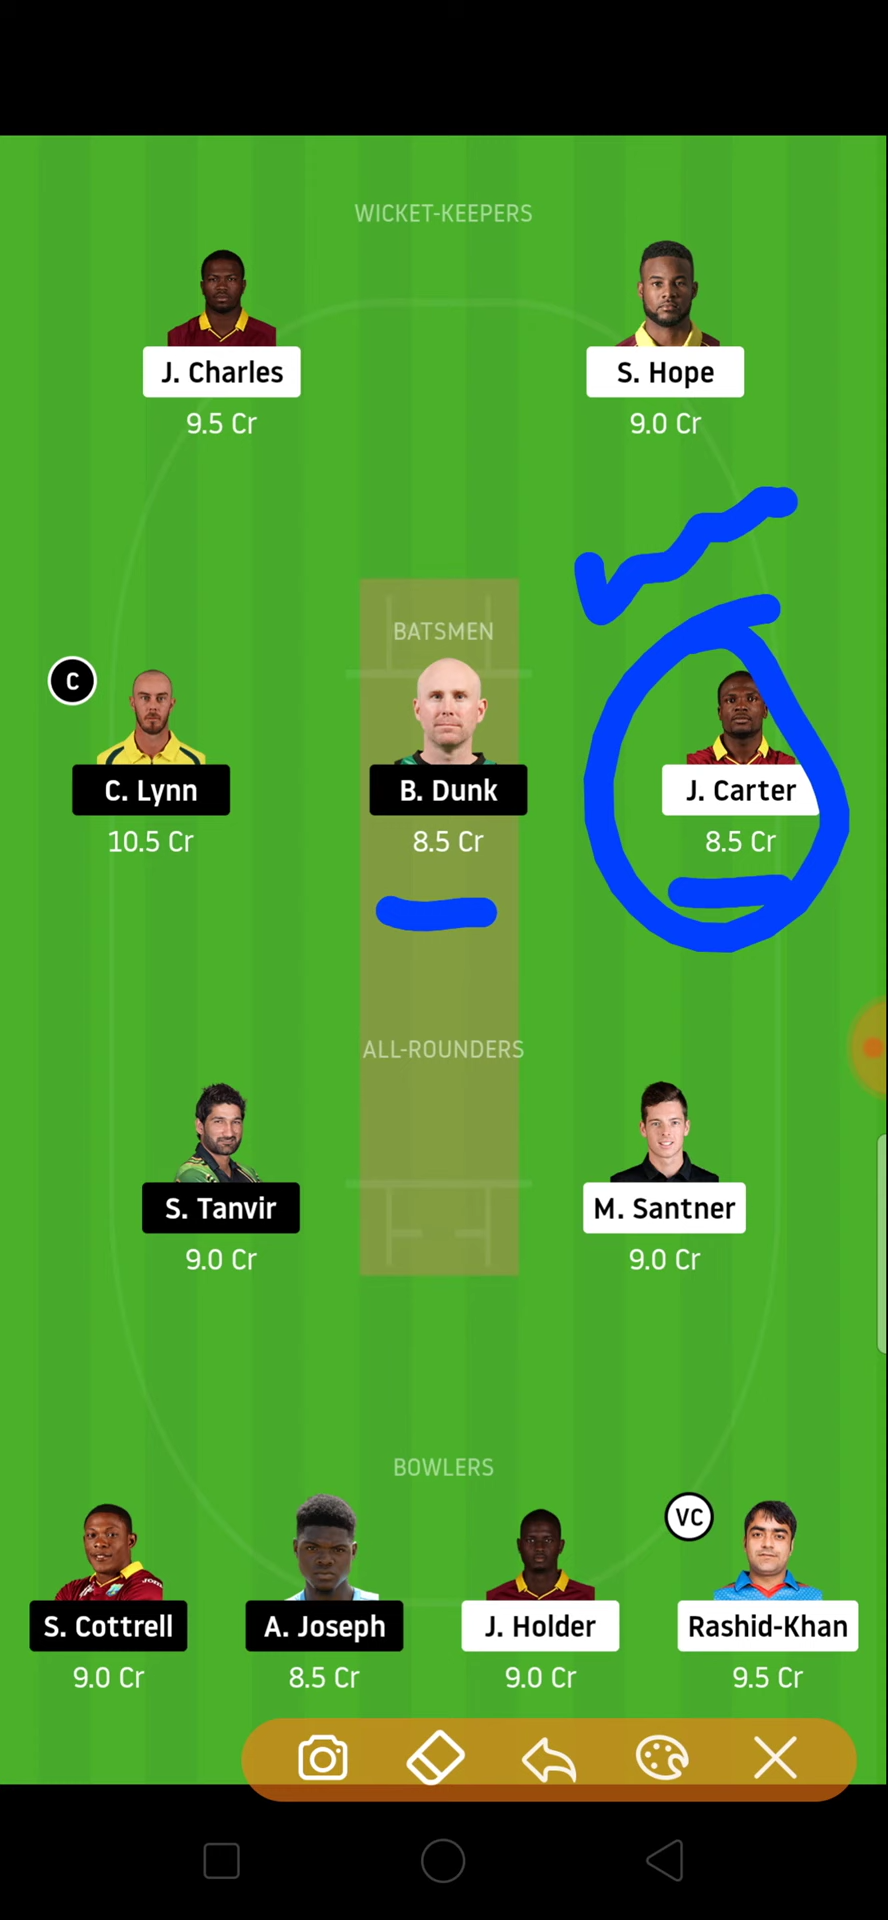 WICKET-KEEPERS
J. Charles S. Hope
9.5 Cr 9.0 Cr
BATSMEN
C
C. Lynn B. Dunk J. Carter
10.5 Cr 8.5 Cr 8.5 Cr
ALL-ROUNDERS
S. Tanvir M. Santner
9.0 Cr 9.0 Cr
BOWLERS
VC
S. Cottrell A. Joseph J. Holder Rashid-Khan
9.0 Cr 8.5 Cr 9.0 Cr 9.5 Cr